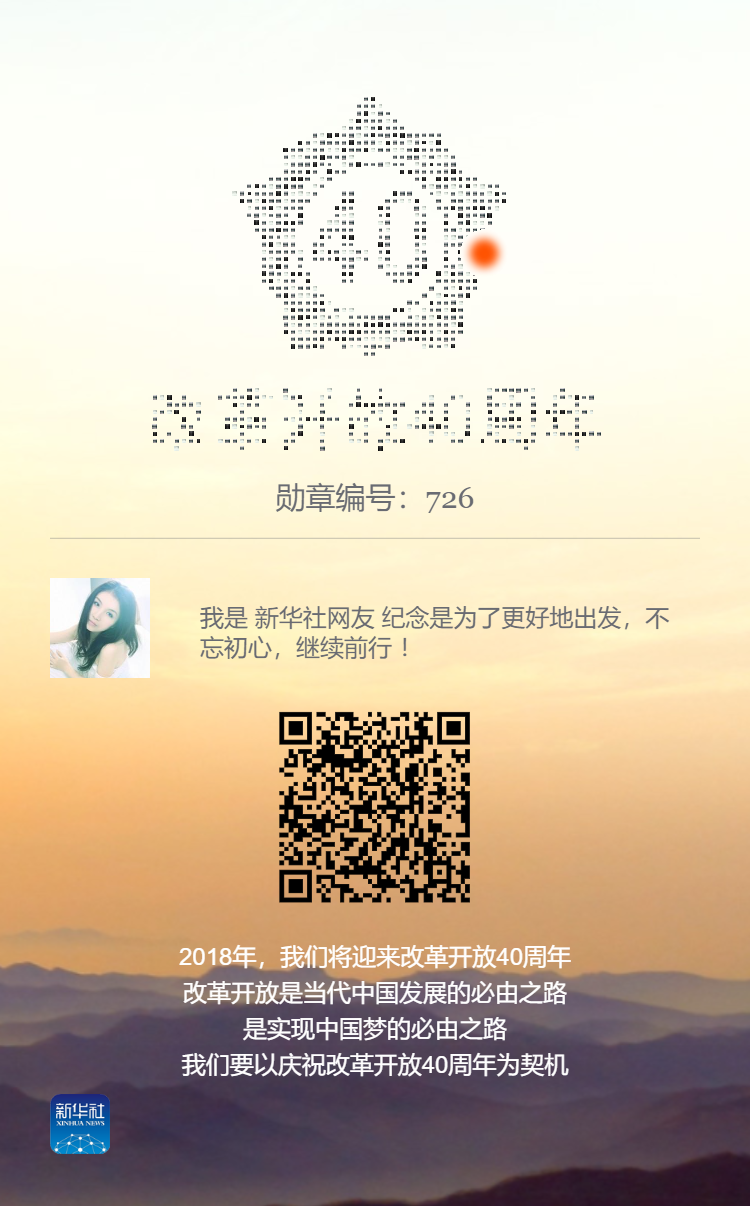 40
改革开放40周年
勋章编号：726
我是 新华社网友 纪念是为了更好地出发，不
忘初心，继续前行！
2018年，我们将迎来改革开放40周年
改革开放是当代中国发展的必由之路
是实现中国梦的必由之路
我们要以庆祝改革开放40周年为契机
新华社
XINHUA NEWS